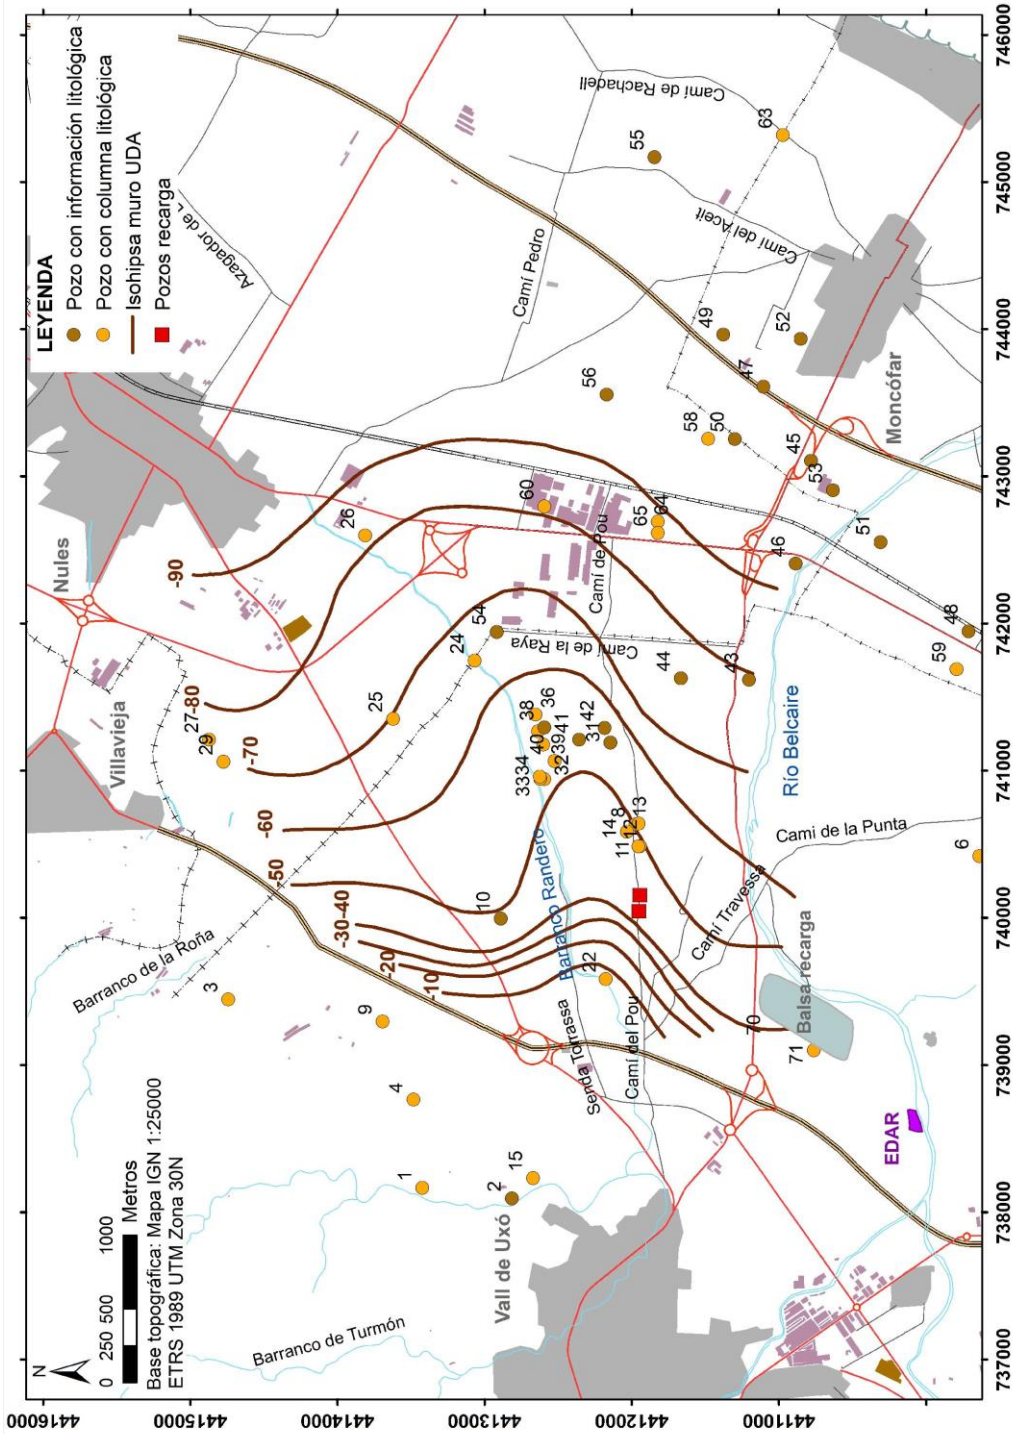 LEYENDA
Pozo con información litológica
Pozo con columna litológica
Isohipsa muro UDA
Pozos recarga
N
0 250 500 1000
Metros
Base topográfica: Mapa IGN 1:25000
ETRS 1989 UTM Zona 30N
4416000
4415000
4414000
4413000
4412000
4411000
737000
738000
739000
740000
741000
742000
743000
744000
745000
746000
Villavieja
Nules
Vall de Uxó
Moncófar
EDAR
Balsa recarga
Barranco de Turmón
Barranco de la Roña
Barranco Randero
Río Belcaire
Senda Torrassa
Camí del Pou
Camí Travessa
Cami de la Punta
Camí de la Raya
Camí de Pou
Camí Pedro
Camí del Aceit
Camí de Rachadell
Azagador de
-10
-20
-30
-40
-50
-60
-70
-80
-90
1
2
15
4
9
3
10
22
70
71
6
29
27
25
24
54
26
33
34
32
39
41
40
38
36
31
42
14
8
11
12
13
44
43
60
65
64
46
51
48
59
53
45
47
50
58
56
49
52
55
63